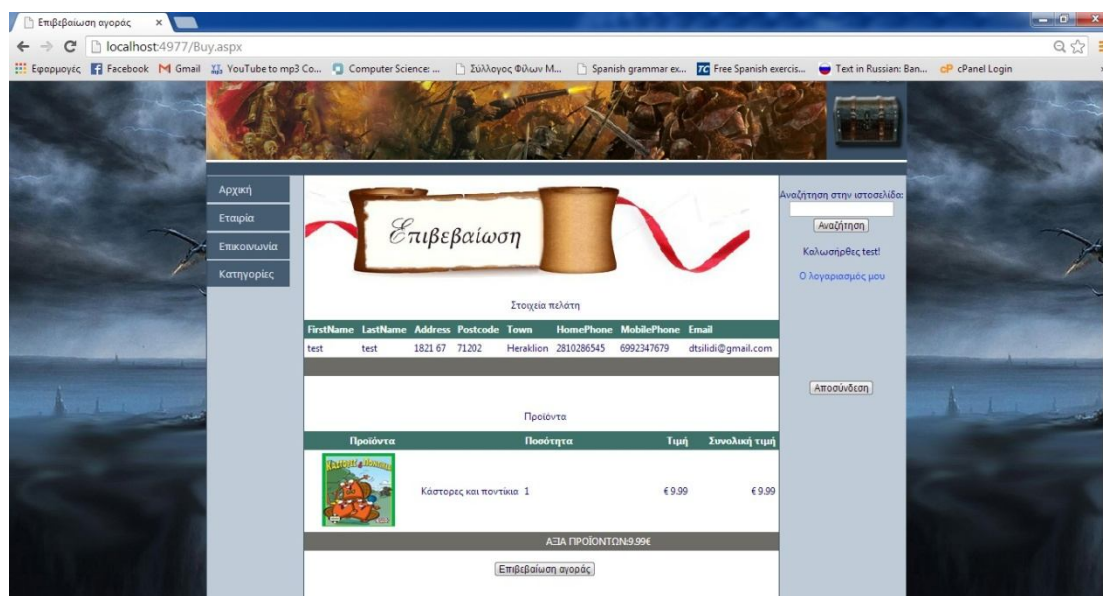 Επιβεβαίωση αγοράς
localhost:4977/Buy.aspx
Εφαρμογές Facebook Gmail YouTube to mp3 Co... Computer Science: ... Σύλλογος Φίλων Μ... Spanish grammar ex... Free Spanish exercis... Text in Russian: Ban... cPanel Login
Αρχική
Εταιρία
Επικοινωνία
Κατηγορίες
Επιβεβαίωση
Στοιχεία πελάτη
FirstName LastName Address Postcode Town HomePhone MobilePhone Email
test test 1821 67 71202 Heraklion 2810286545 6992347679 dtsilidi@gmail.com
Προϊόντα
Προϊόντα Ποσότητα Τιμή Συνολική τιμή
Κάστορες και ποντίκια 1 € 9.99 € 9.99
ΑΞΙΑ ΠΡΟΪΟΝΤΩΝ:9.99€
Επιβεβαίωση αγοράς
Αναζήτηση στην ιστοσελίδα:
Αναζήτηση
Καλωσήρθες test!
Ο λογαριασμός μου
Αποσύνδεση